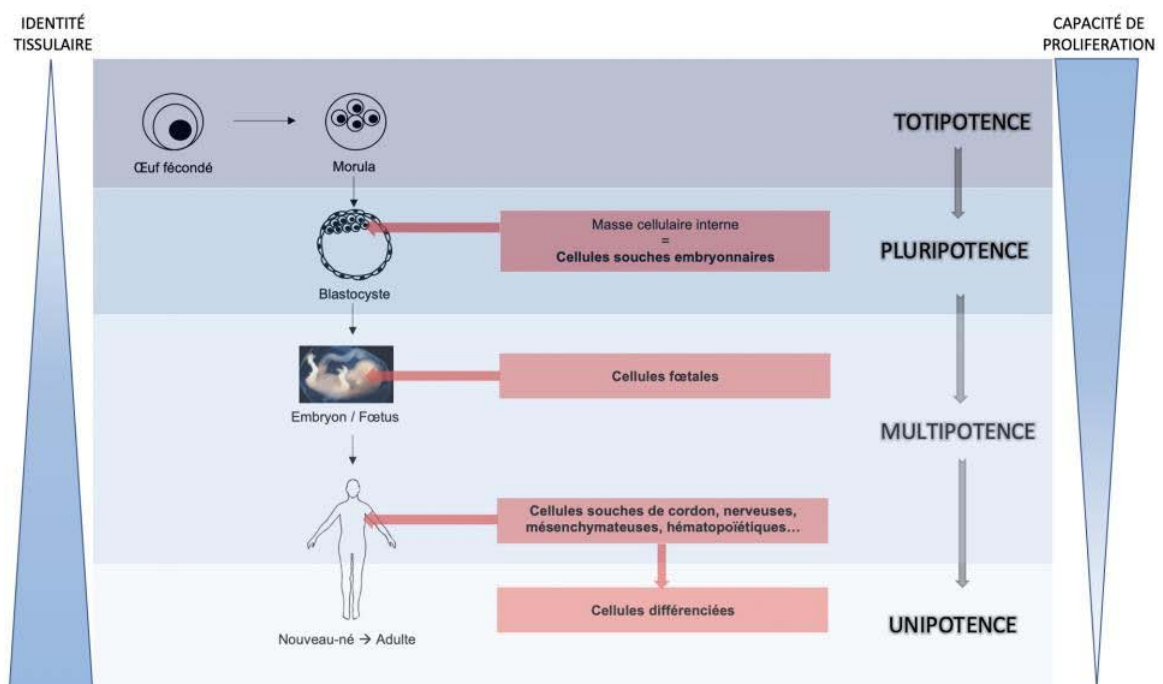 IDENTITÉ
TISSULAIRE
CAPACITÉ DE
PROLIFERATION
TOTIPOTENCE
Œuf fécondé
Morula
Masse cellulaire interne
=
Cellules souches embryonnaires
PLURIPOTENCE
Blastocyste
Cellules fœtales
Embryon / Fœtus
MULTIPOTENCE
Cellules souches de cordon, nerveuses,
mésenchymateuses, hématopoïétiques...
Cellules différenciées
UNIPOTENCE
Nouveau-né → Adulte